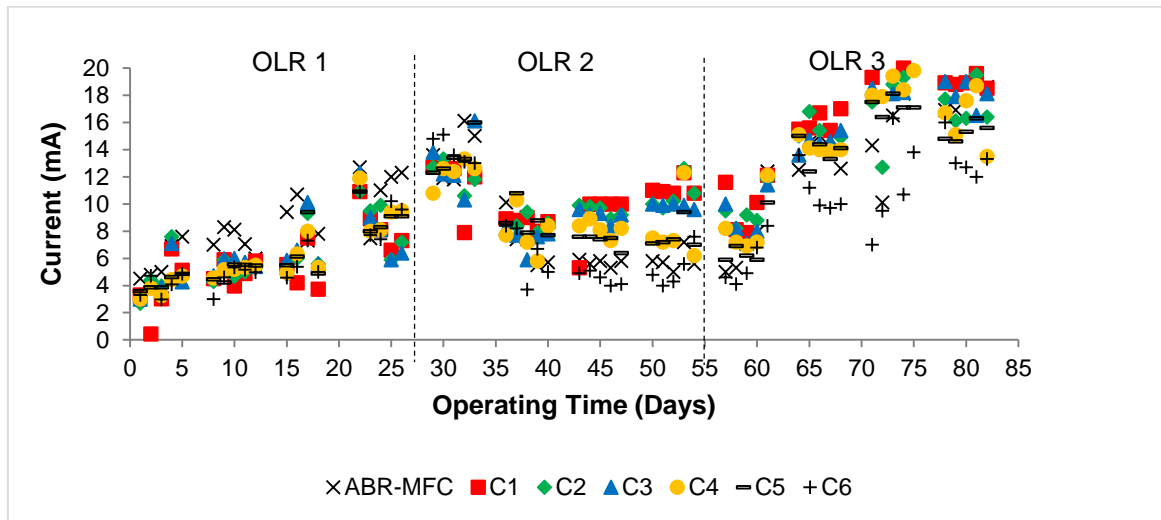 OLR 1 OLR 2 OLR 3
20
18
16
14
12
10
8
6
4
2
0
Current (mA)
0 5 10 15 20 25 30 35 40 45 50 55 60 65 70 75 80 85
Operating Time (Days)
ABR-MFC C1 C2 C3 C4 C5 C6